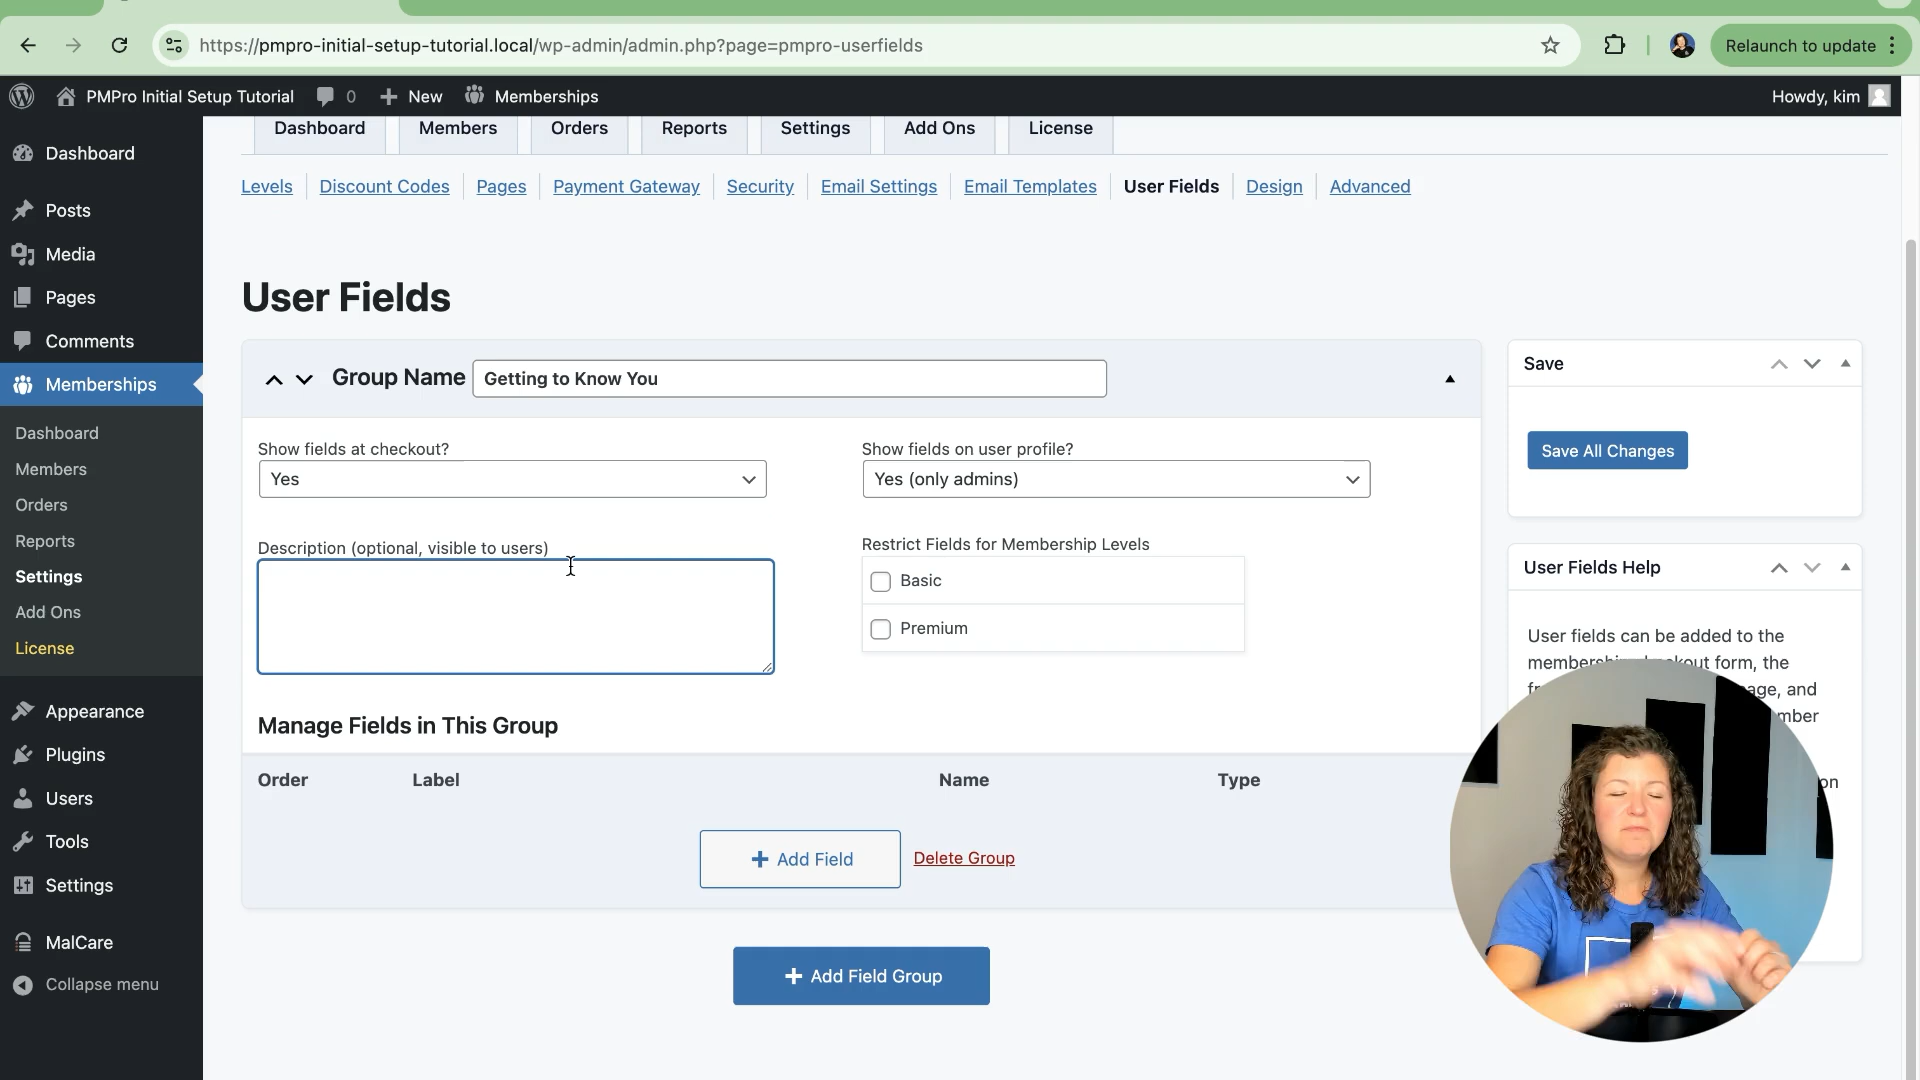 https://pmpro-initial-setup-tutorial.local/wp-admin/admin.php?page=pmpro-userfields
Relaunch to update
PMPro Initial Setup Tutorial
0
New
Memberships
Howdy, kim
Dashboard
Members
Orders
Reports
Settings
Add Ons
License
Levels
Discount Codes
Pages
Payment Gateway
Security
Email Settings
Email Templates
User Fields
Design
Advanced
Dashboard
Posts
Media
Pages
Comments
Memberships
Dashboard
Members
Orders
Reports
Settings
Add Ons
License
Appearance
Plugins
Users
Tools
Settings
MalCare
Collapse menu
User Fields
Group Name
Getting to Know You
Show fields at checkout?
Yes
Show fields on user profile?
Yes (only admins)
Description (optional, visible to users)
Restrict Fields for Membership Levels
Basic
Premium
Manage Fields in This Group
Order
Label
Name
Type
Add Field
Delete Group
Add Field Group
Save
Save All Changes
User Fields Help
User fields can be added to the
form, the
and